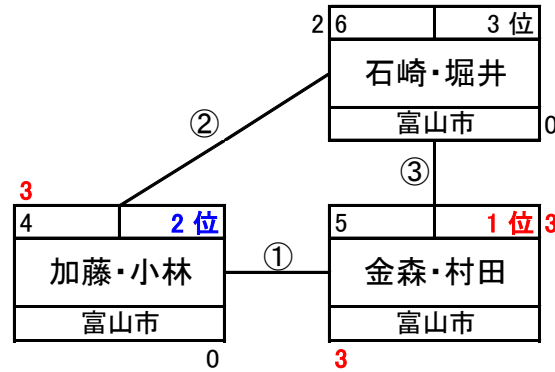 2 6 3 位
石崎・堀井
富山市 0
②
③
3
4 2 位
加藤・小林
富山市
0
①
5 1 位 3
金森・村田
富山市
3